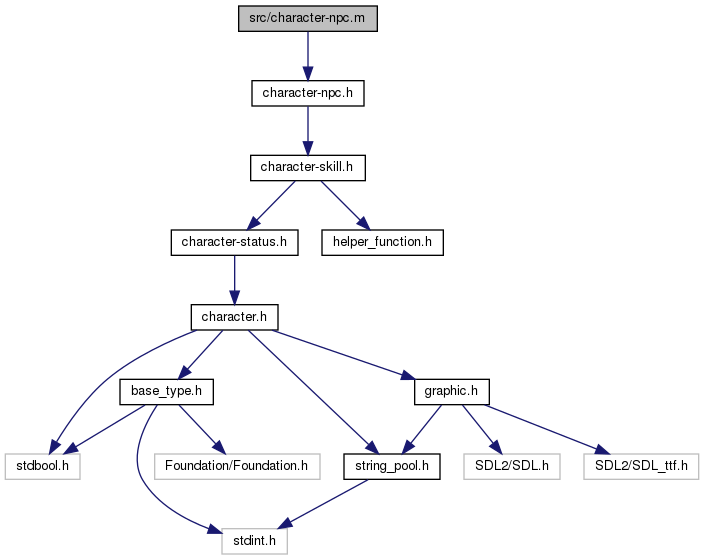 src/character-npc.m
character-npc.h
character-skill.h
character-status.h
helper_function.h
character.h
base_type.h
graphic.h
stdbool.h
Foundation/Foundation.h
string_pool.h
SDL2/SDL.h
SDL2/SDL_ttf.h
stdint.h